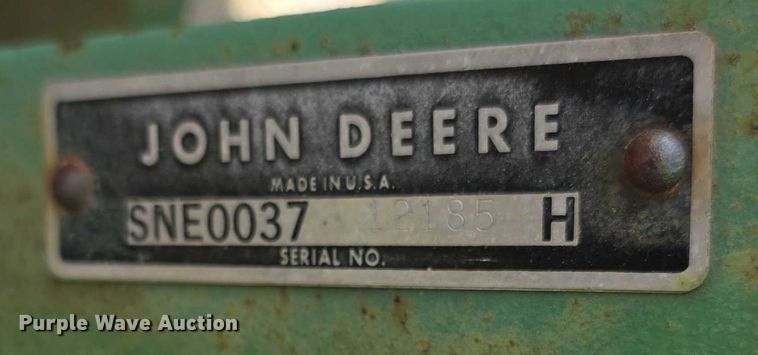 JOHN DEERE
MADE IN U.S.A.
SNE0037 12185 H
SERIAL NO.
Purple Wave Auction